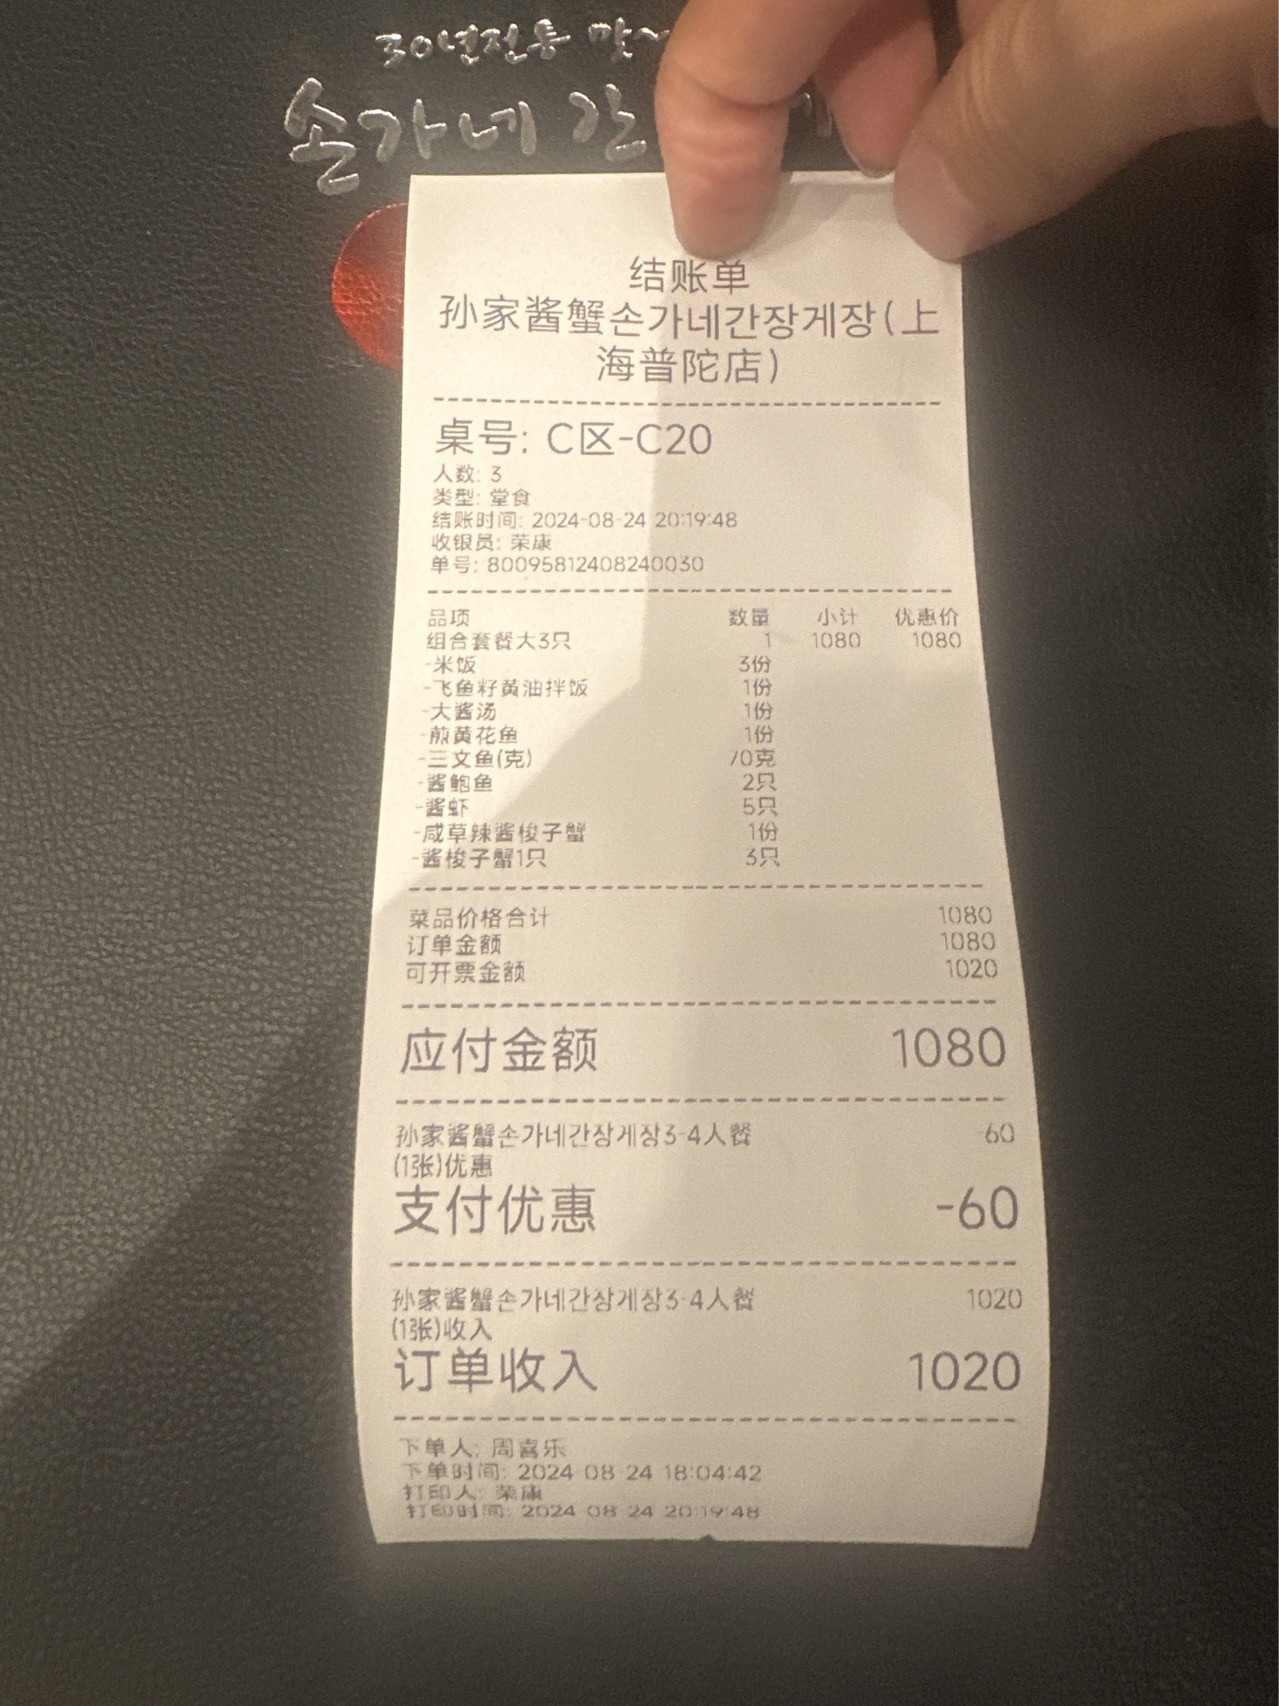 30년전통 맛
손가네 간
결账单
孙家酱蟹손가네간장게장(上
海普陀店)
桌号: C区-C20
人数: 3
类型: 堂食
结账时间: 2024-08-24 20:19:48
收银员: 荣康
单号: 80095812408240030
品项 数量 小计 优惠价
组合套餐大3只 1 1080 1080
-米饭 3份
-飞鱼籽黄油拌饭 1份
-大酱汤 1份
-煎黄花鱼 1份
-三文鱼(克) 70克
-酱鲍鱼 2只
-酱虾 5只
-咸草辣酱梭子蟹 1份
-酱梭子蟹1只 3只
菜品价格合计 1080
订单金额 1080
可开票金额 1020
应付金额 1080
孙家酱蟹손가네간장게장3-4人餐 -60
(1张)优惠
支付优惠 -60
孙家酱蟹손가네간장게장3-4人餐 1020
(1张)收入
订单收入 1020
下单人: 周喜乐
下单时间: 2024-08-24 18:04:42
打印人: 荣康
打印时间: 2024-08-24 20:19:48